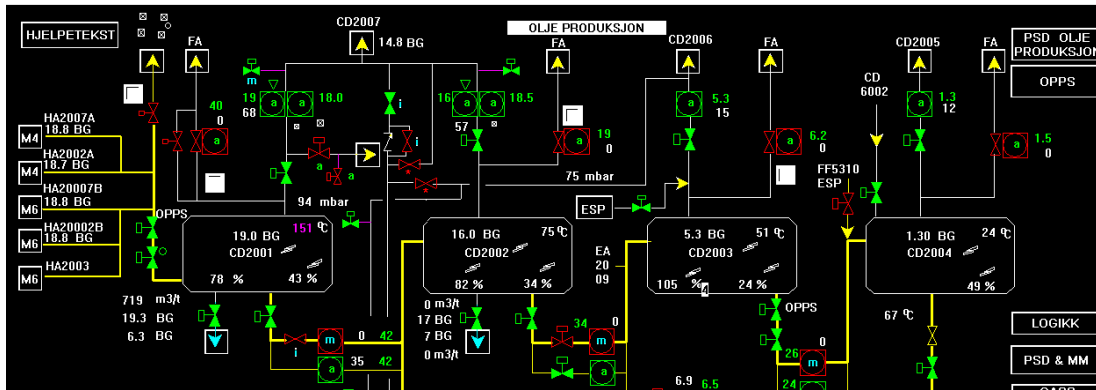 HJELPETEKST
FA
CD2007
14.8 BG
OLJE PRODUKSJON
FA
CD2006
FA
CD2005
FA
PSD OLJE
PRODUKSJON
OPPS
m
40
0
a
19
68
a
a
18.0
16
a
a
18.5
57
i
i
19
0
a
5.3
15
a
6.2
0
a
CD
6002
1.3
12
a
1.5
0
a
HA2007A
M4
18.8 BG
HA2002A
M4
18.7 BG
HA20007B
M6
18.8 BG
HA20002B
M6
18.8 BG
M6
HA2003
a
a
94 mbar
75 mbar
ESP
FF5310
ESP
OPPS
151 °C
19.0 BG
CD2001
78 %
43 %
16.0 BG
75 °C
CD2002
82 %
34 %
EA
20
09
5.3 BG
51 °C
CD2003
105 %
4
24 %
1.30 BG
24 °C
CD2004
49 %
719 m3/t
19.3 BG
6.3 BG
i
m
0
42
a
35
42
0 m3/t
17 BG
7 BG
0 m3/t
34
m
0
a
OPPS
26
m
0
24
67 °C
6.9
6.5
LOGIKK
PSD & MM